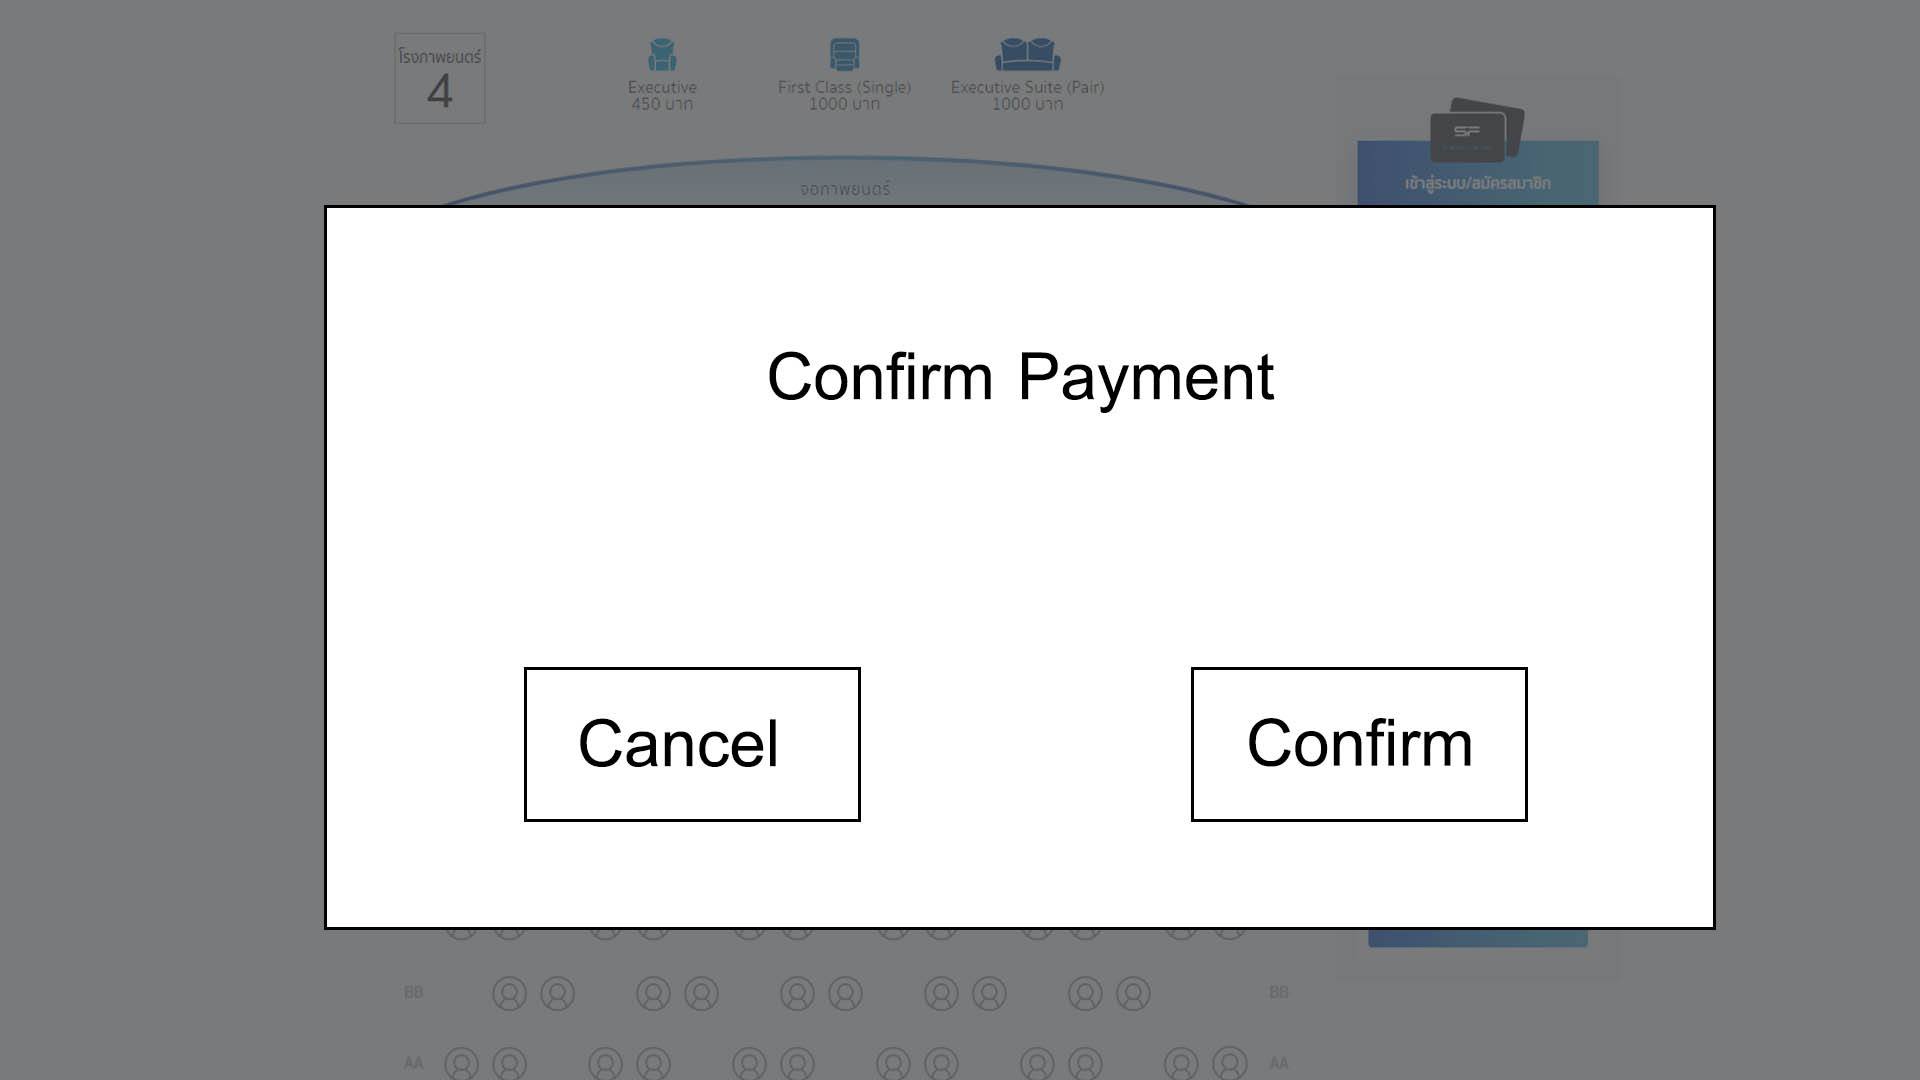 โรงภาพยนตร์
4
Executive
450 บาท
First Class (Single)
1000 บาท
Executive Suite (Pair)
1000 บาท
SF
เข้าสู่ระบบ/สมัครสมาชิก
จอภาพยนตร์
Confirm Payment
Cancel
Confirm
BB
BB
AA
AA